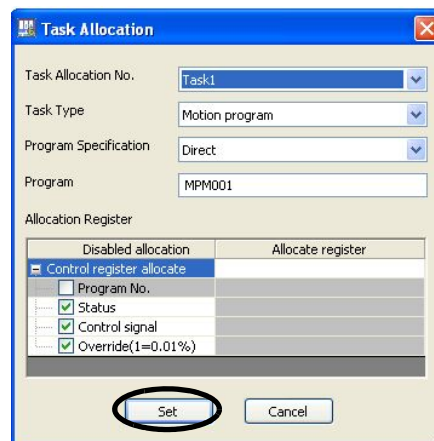 Task Allocation
Task Allocation No. Task1
Task Type Motion program
Program Specification Direct
Program MPM001
Allocation Register
Disabled allocation Allocate register
Control register allocate
Program No.
Status
Control signal
Override(1=0.01%)
Set Cancel